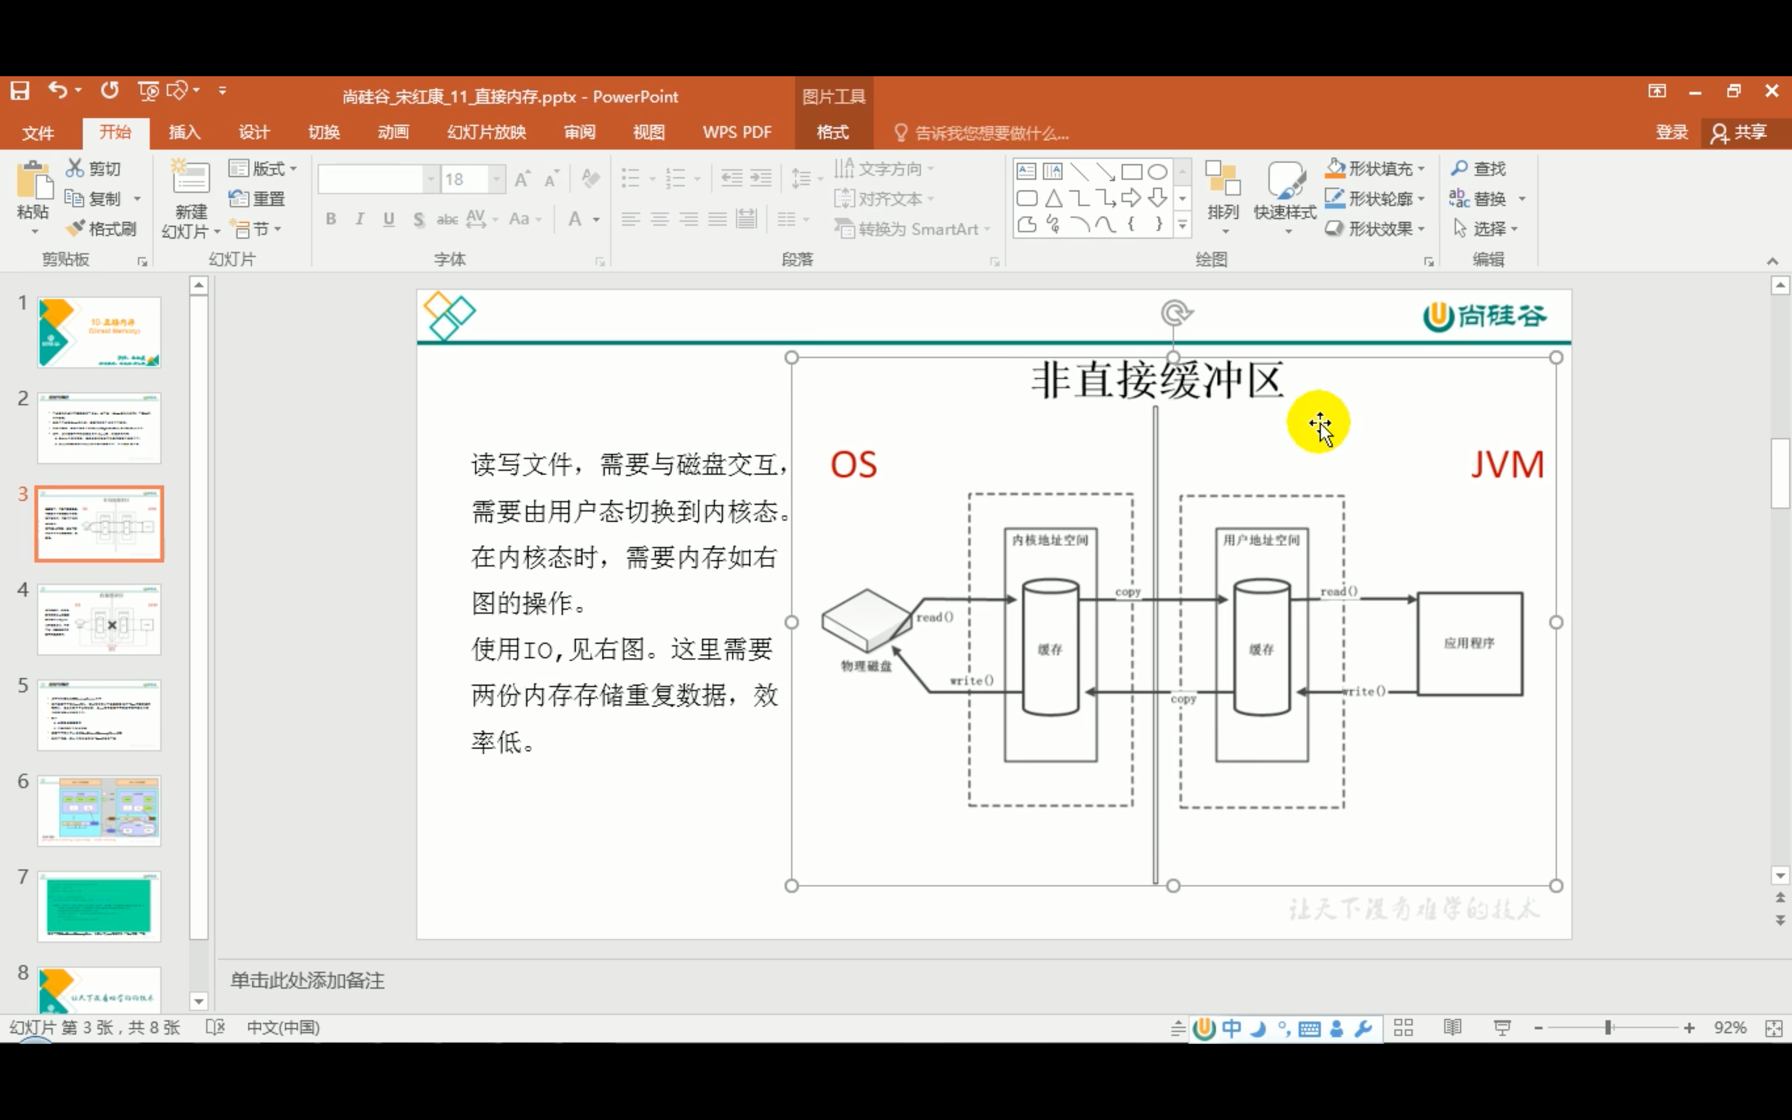 尚硅谷_宋红康_11_直接内存.pptx - PowerPoint
图片工具
文件
开始
插入
设计
切换
动画
幻灯片放映
审阅
视图
WPS PDF
格式
告诉我您想要做什么...
登录
共享
粘贴
剪切
复制
格式刷
剪贴板
新建
幻灯片
版式
重置
节
幻灯片
18
B I U S abc AV Aa A
字体
文字方向
对齐文本
转换为 SmartArt
段落
排列
快速样式
形状填充
形状轮廓
形状效果
绘图
查找
替换
选择
编辑
1
2
3
4
5
6
7
8
尚硅谷
非直接缓冲区
OS
JVM
读写文件，需要与磁盘交互，
需要由用户态切换到内核态。
在内核态时，需要内存如右
图的操作。
使用IO,见右图。这里需要
两份内存存储重复数据，效
率低。
内核地址空间
用户地址空间
read()
copy
read()
物理磁盘
缓存
缓存
应用程序
write()
copy
write()
让天下没有难学的技术
单击此处添加备注
幻灯片 第 3 张，共 8 张
中文(中国)
中
92%